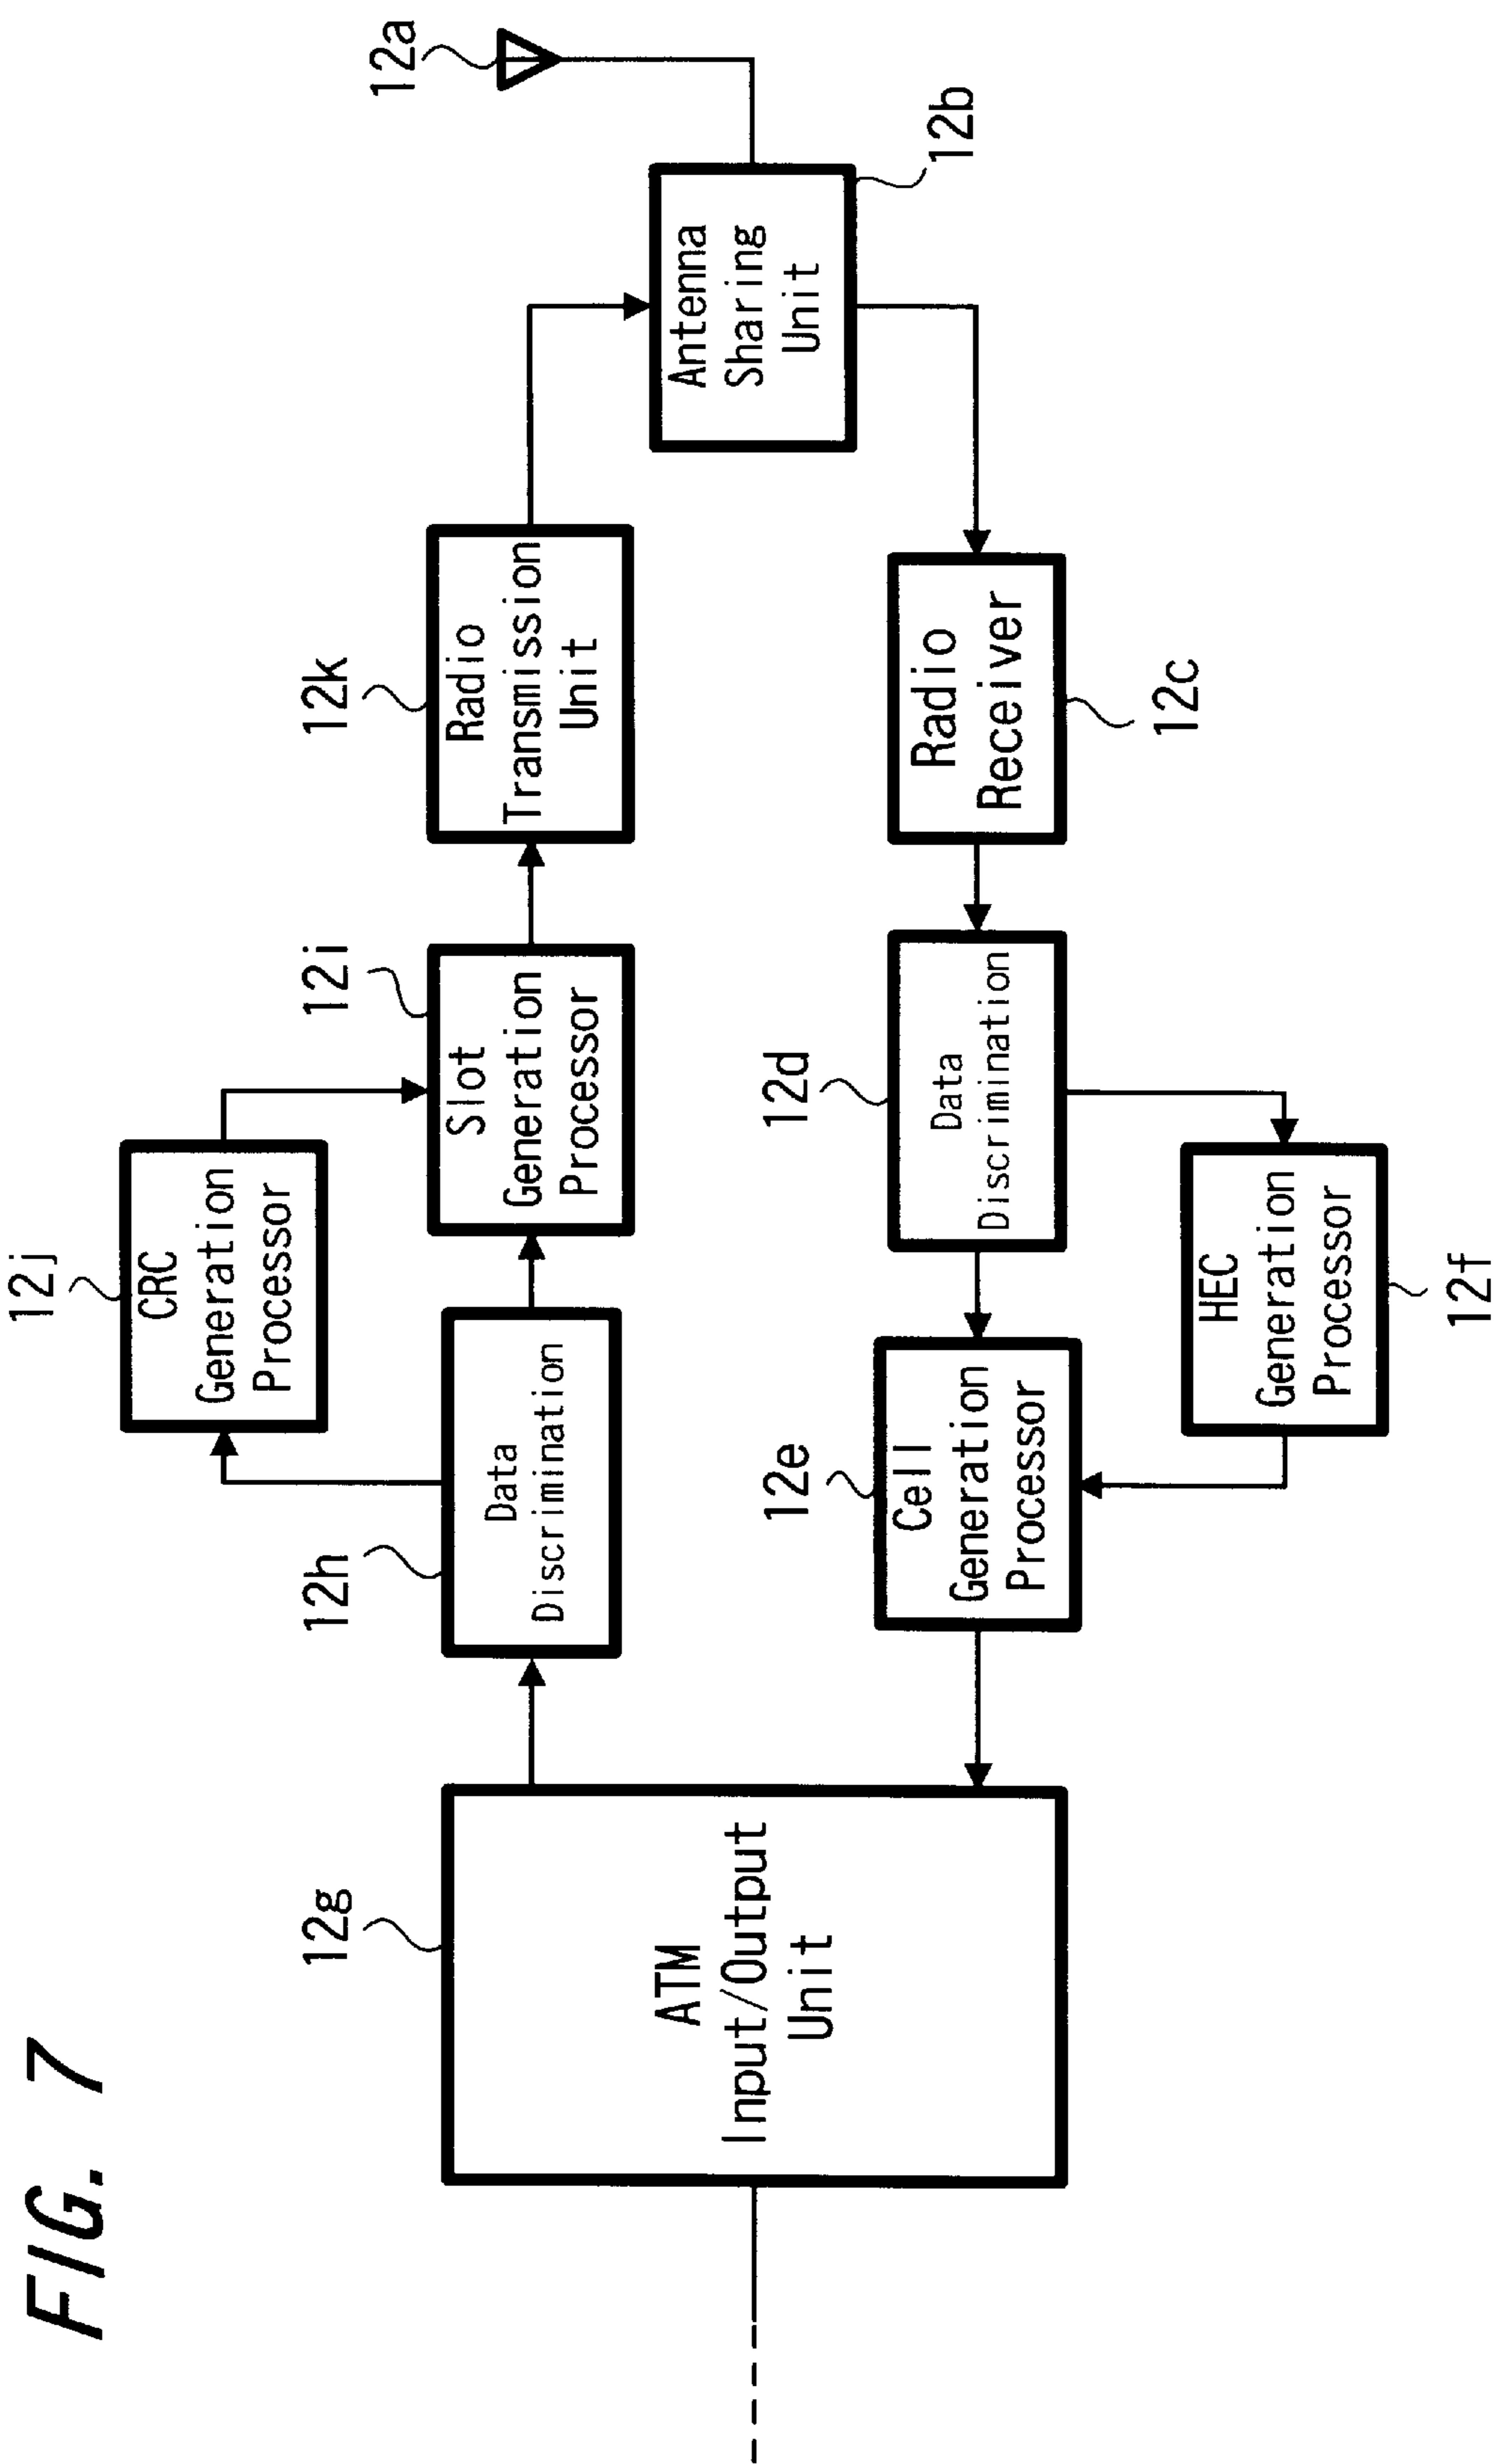 FIG. 7
12j
CRC
Generation
Processor
12g
ATM
Input/Output
Unit
12h
Data
Discrimination
12i
Slot
Generation
Processor
12k
Radio
Transmission
Unit
12a
Antenna
Sharing
Unit
12b
12e
Cell
Generation
Processor
12d
Data
Discrimination
Radio
Receiver
12c
HEC
Generation
Processor
12f